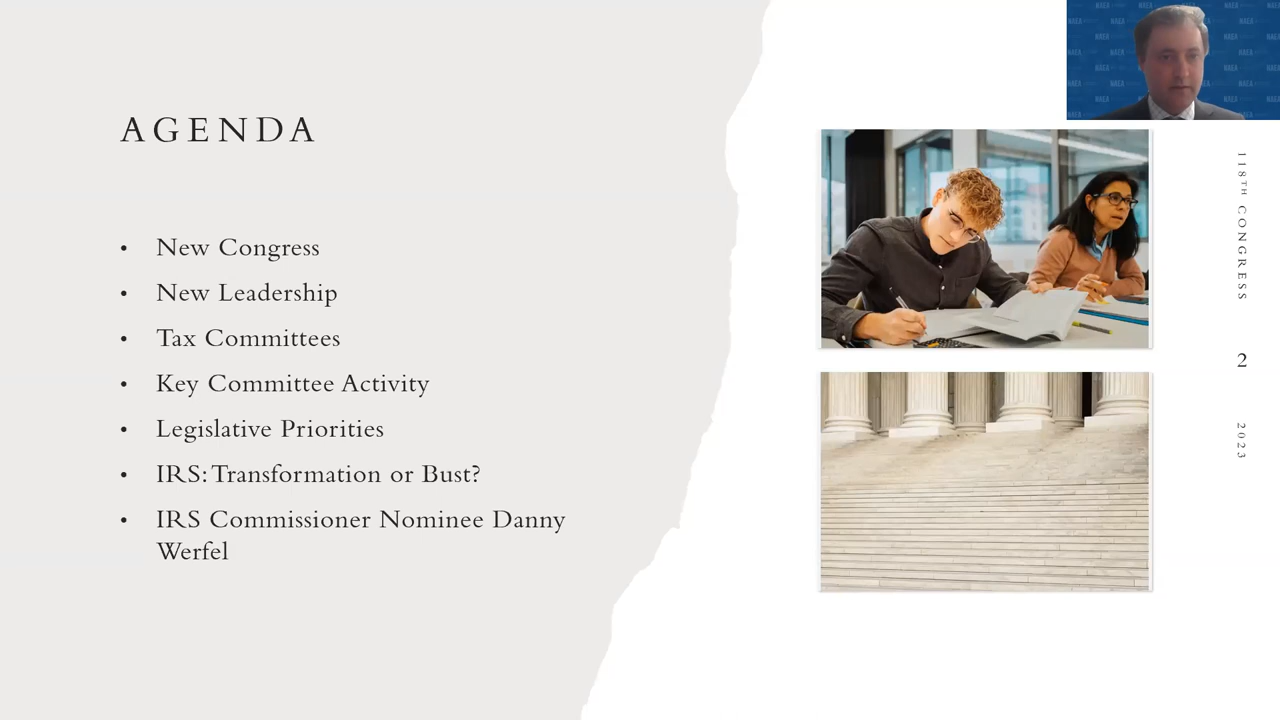 AGENDA
• New Congress
• New Leadership
• Tax Committees
• Key Committee Activity
• Legislative Priorities
• IRS: Transformation or Bust?
• IRS Commissioner Nominee Danny
Werfel
NAEA
118TH CONGRESS
2
2023